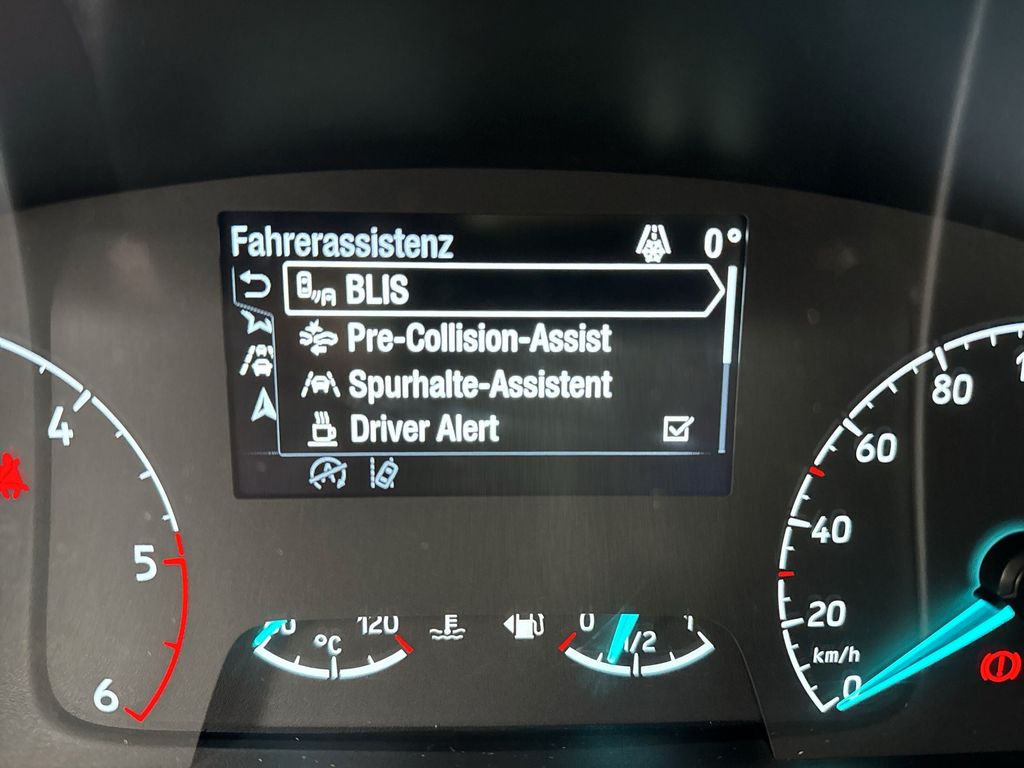 Fahrerassistenz 0°
BLIS
Pre-Collision-Assist
Spurhalte-Assistent
Driver Alert
4
5
6
120
°C
0
1/2
1
80
60
40
20
km/h
0